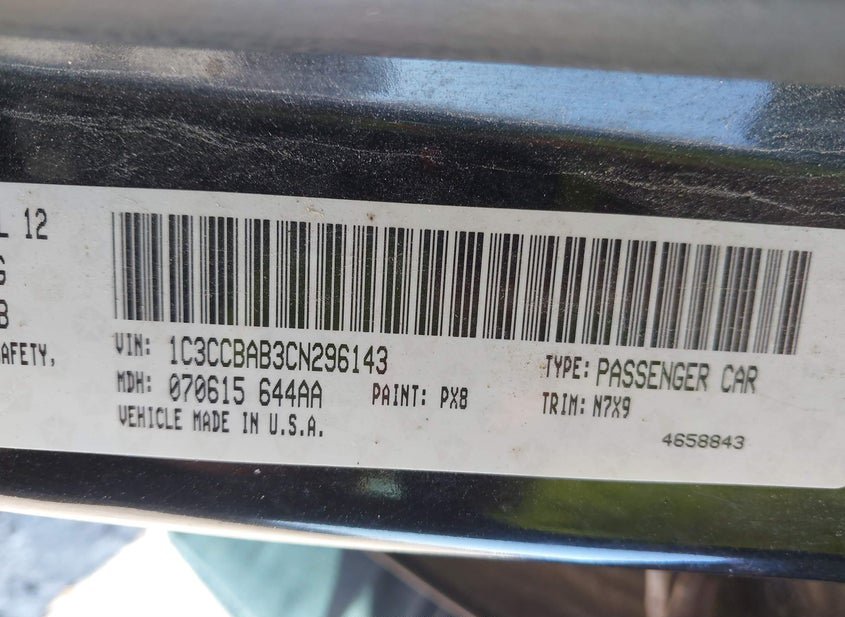 L 12
VIN: 1C3CCBAB3CN296143
TYPE: PASSENGER CAR
AFETY,
MDH: 070615 644AA
PAINT: PX8
TRIM: N7X9
VEHICLE MADE IN U.S.A.
4658843